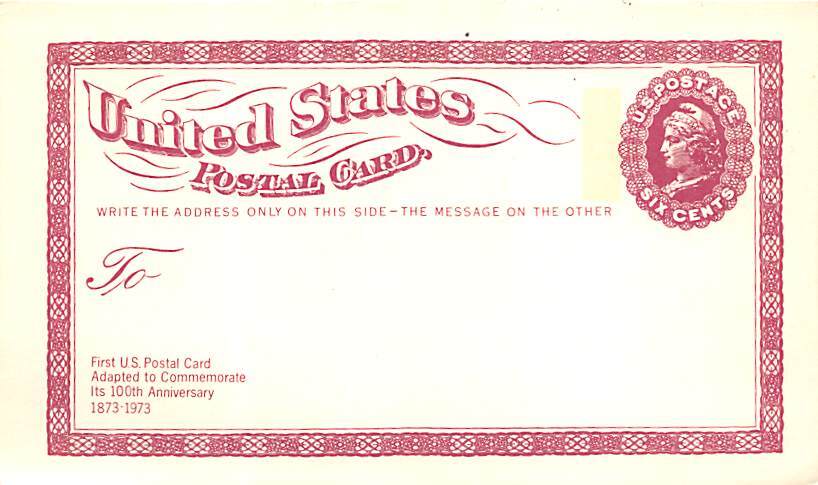 United States
POSTAL CARD.
U.S. POSTAGE
SIX CENTS
WRITE THE ADDRESS ONLY ON THIS SIDE-THE MESSAGE ON THE OTHER
To
First U.S. Postal Card
Adapted to Commemorate
Its 100th Anniversary
1873-1973